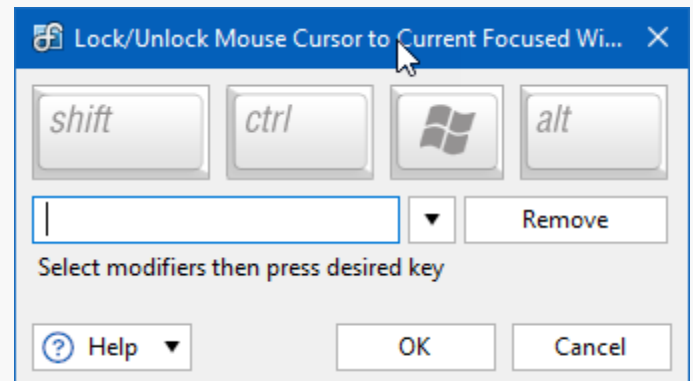 Lock/Unlock Mouse Cursor to Current Focused Wi...
shift ctrl alt
Remove
Select modifiers then press desired key
? Help OK Cancel